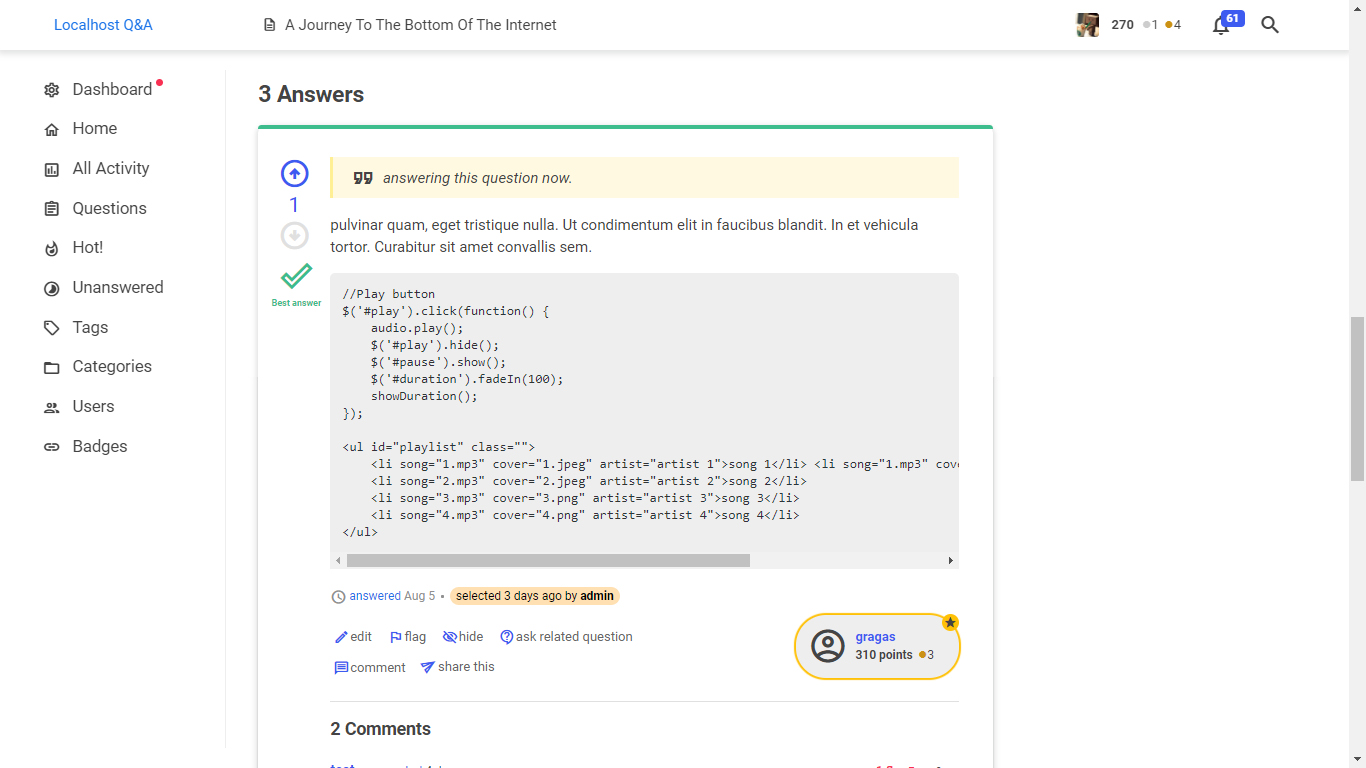 Localhost Q&A
A Journey To The Bottom Of The Internet
270 1 4
61
Dashboard
Home
All Activity
Questions
Hot!
Unanswered
Tags
Categories
Users
Badges
3 Answers
1
Best answer
answering this question now.
pulvinar quam, eget tristique nulla. Ut condimentum elit in faucibus blandit. In et vehicula
tortor. Curabitur sit amet convallis sem.
//Play button
$('#play').click(function() {
    audio.play();
    $('#play').hide();
    $('#pause').show();
    $('#duration').fadeIn(100);
    showDuration();
});
<ul id="playlist" class="">
    <li song="1.mp3" cover="1.jpeg" artist="artist 1">song 1</li> <li song="1.mp3" cov
    <li song="2.mp3" cover="2.jpeg" artist="artist 2">song 2</li>
    <li song="3.mp3" cover="3.png" artist="artist 3">song 3</li>
    <li song="4.mp3" cover="4.png" artist="artist 4">song 4</li>
</ul>
answered Aug 5 • selected 3 days ago by admin
edit flag hide ask related question
comment share this
gragas
310 points 3
2 Comments